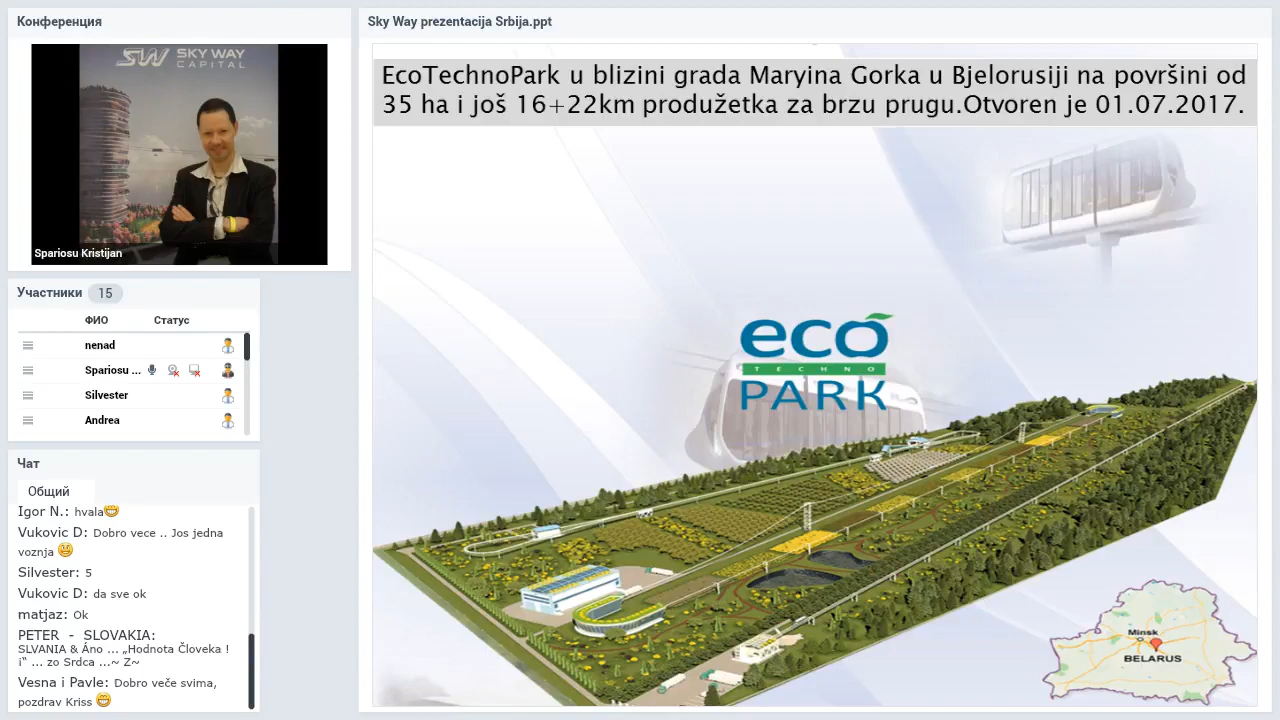 Конференция
SKY WAY
CAPITAL
Spariosu Kristijan
Участники 15
ФИО Статус
nenad
Spariosu ...
Silvester
Andrea
Чат
Общий
Igor N.: hvala
Vukovic D: Dobro vece .. Jos jedna
voznja
Silvester: 5
Vukovic D: da sve ok
matjaz: Ok
PETER - SLOVAKIA:
SLVANIA & Áno ... „Hodnota Človeka !
i“ ... zo Srdca ...~ Z~
Vesna i Pavle: Dobro veče svima,
pozdrav Kriss
Sky Way prezentacija Srbija.ppt
EcoTechnoPark u blizini grada Maryina Gorka u Bjelorusiji na površini od
35 ha i još 16+22km produžetka za brzu prugu.Otvoren je 01.07.2017.
eco
TECHNO
PARK
Minsk
BELARUS